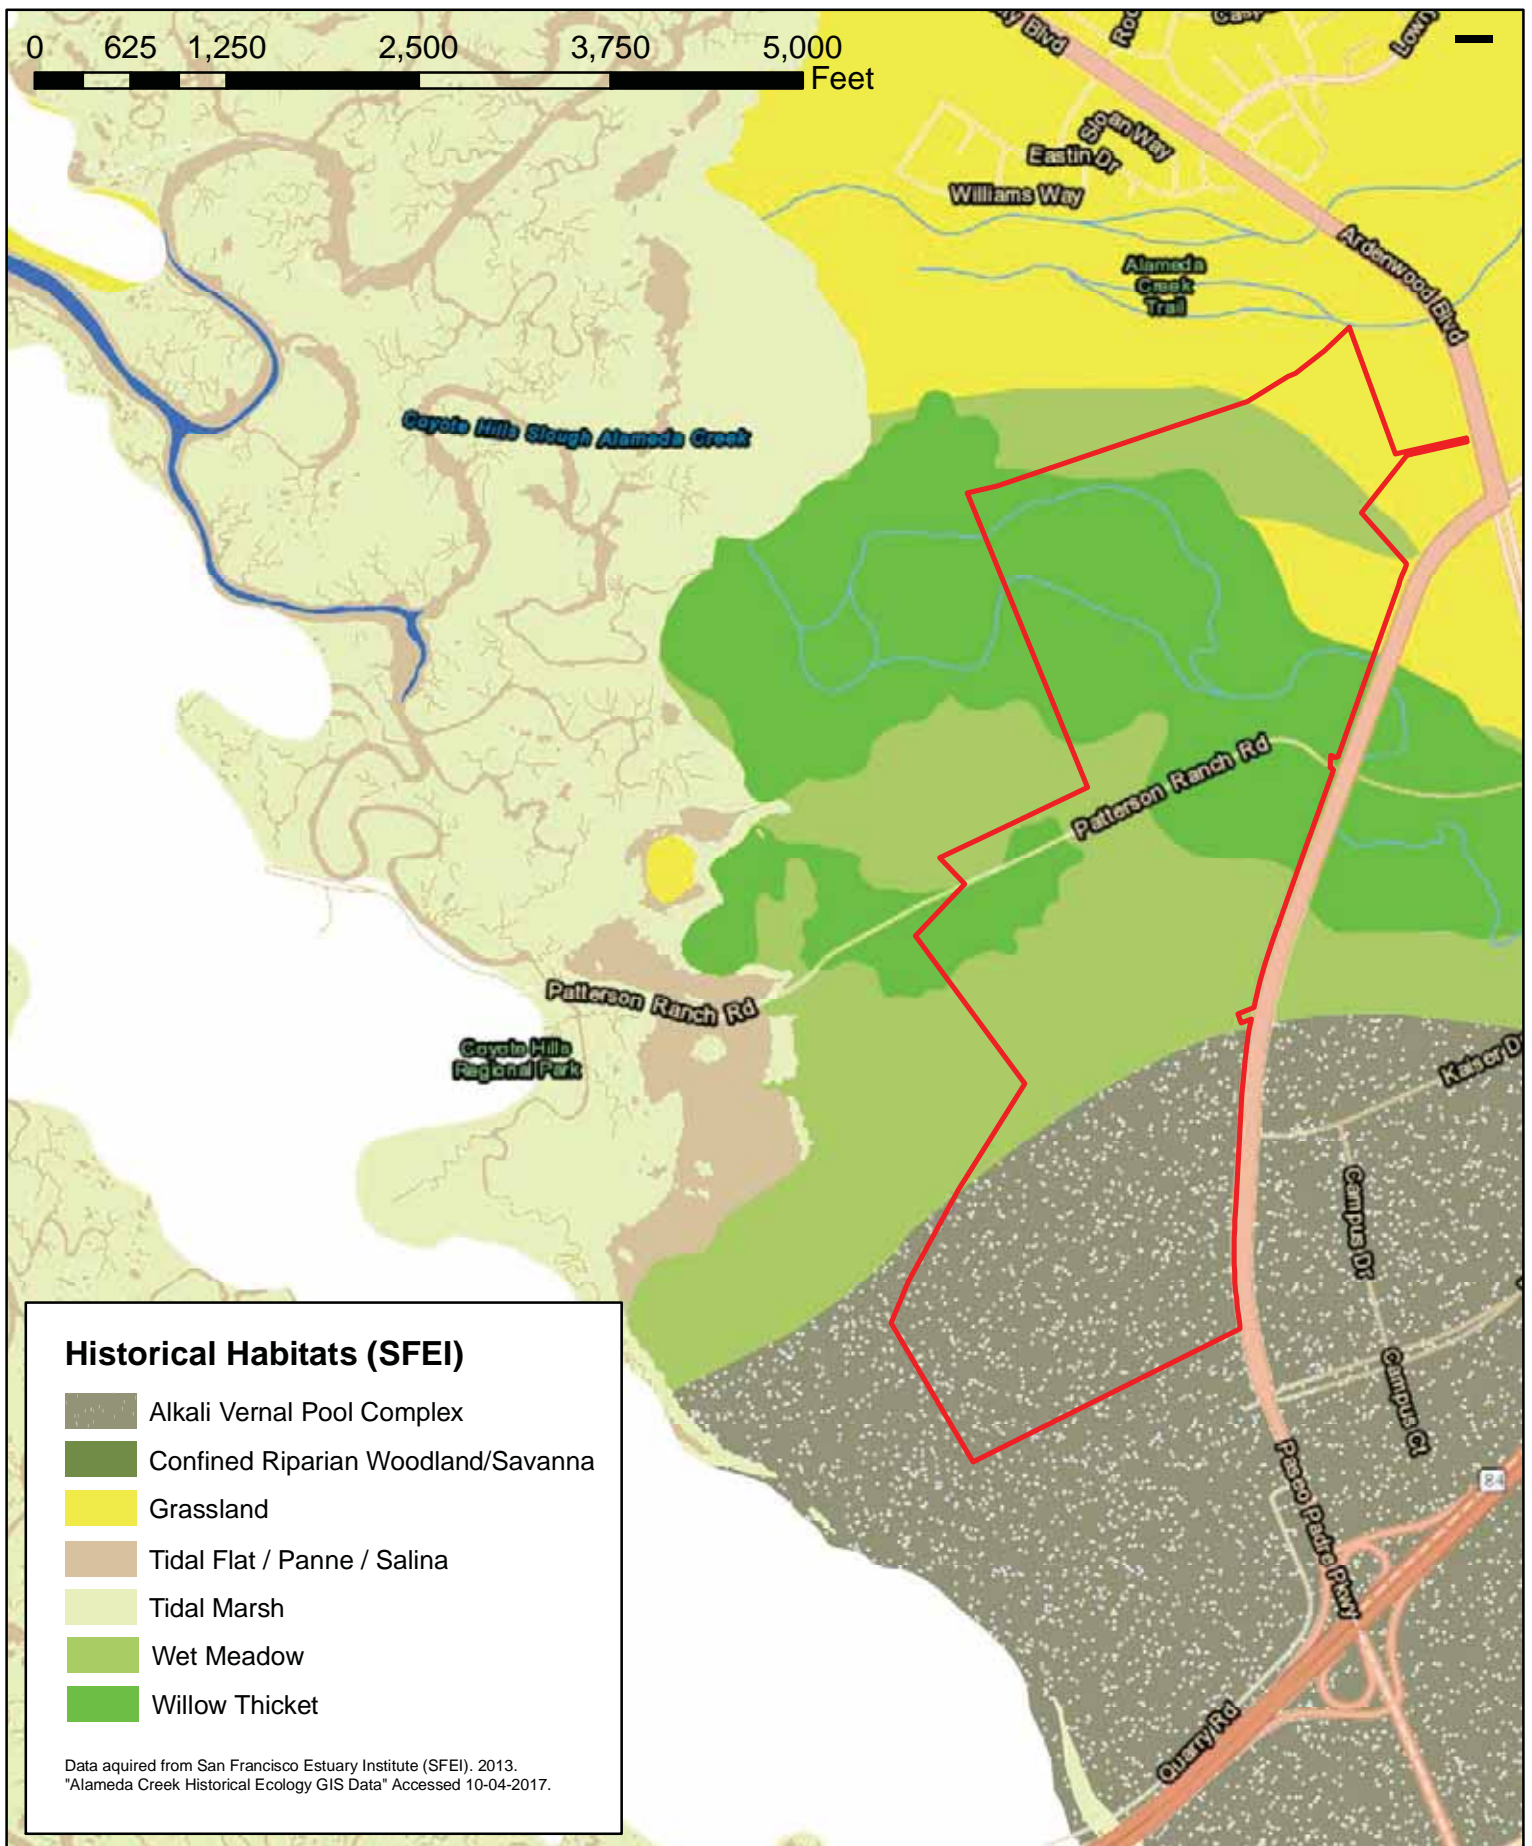 0 625 1,250 2,500 3,750 5,000
Feet
Lowry
Sloan Way
Eastin Dr
Williams Way
Alameda
Creek
Trail
Ardenwood Blvd
Coyote Hills Slough Alameda Creek
Patterson Ranch Rd
Patterson Ranch Rd
Coyote Hills
Regional Park
Kaiser D
Campus Dr
Campus Ct
Paseo Padre Pkwy
84
Quarry Rd
Historical Habitats (SFEI)
Alkali Vernal Pool Complex
Confined Riparian Woodland/Savanna
Grassland
Tidal Flat / Panne / Salina
Tidal Marsh
Wet Meadow
Willow Thicket
Data aquired from San Francisco Estuary Institute (SFEI). 2013.
"Alameda Creek Historical Ecology GIS Data" Accessed 10-04-2017.